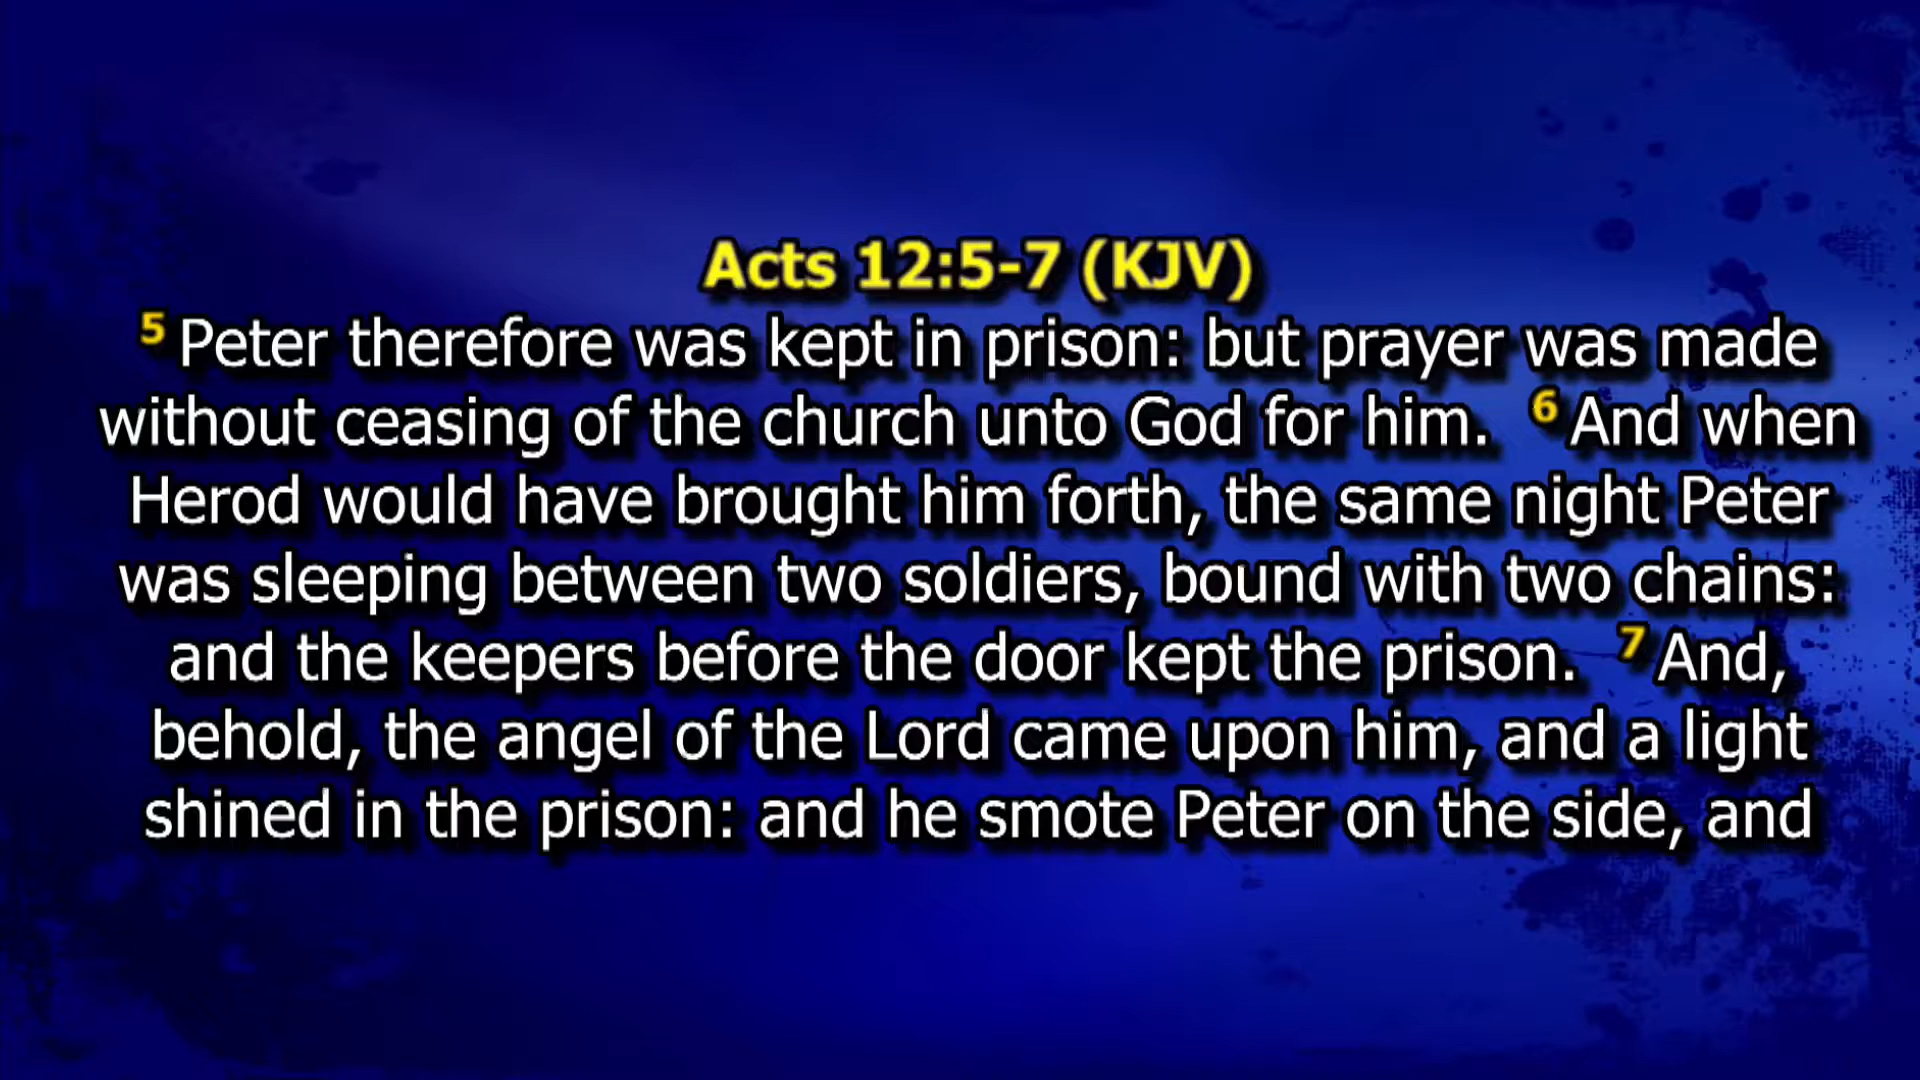 Acts 12:5-7 (KJV)
5 Peter therefore was kept in prison: but prayer was made
without ceasing of the church unto God for him. 6 And when
Herod would have brought him forth, the same night Peter
was sleeping between two soldiers, bound with two chains:
and the keepers before the door kept the prison. 7 And,
behold, the angel of the Lord came upon him, and a light
shined in the prison: and he smote Peter on the side, and